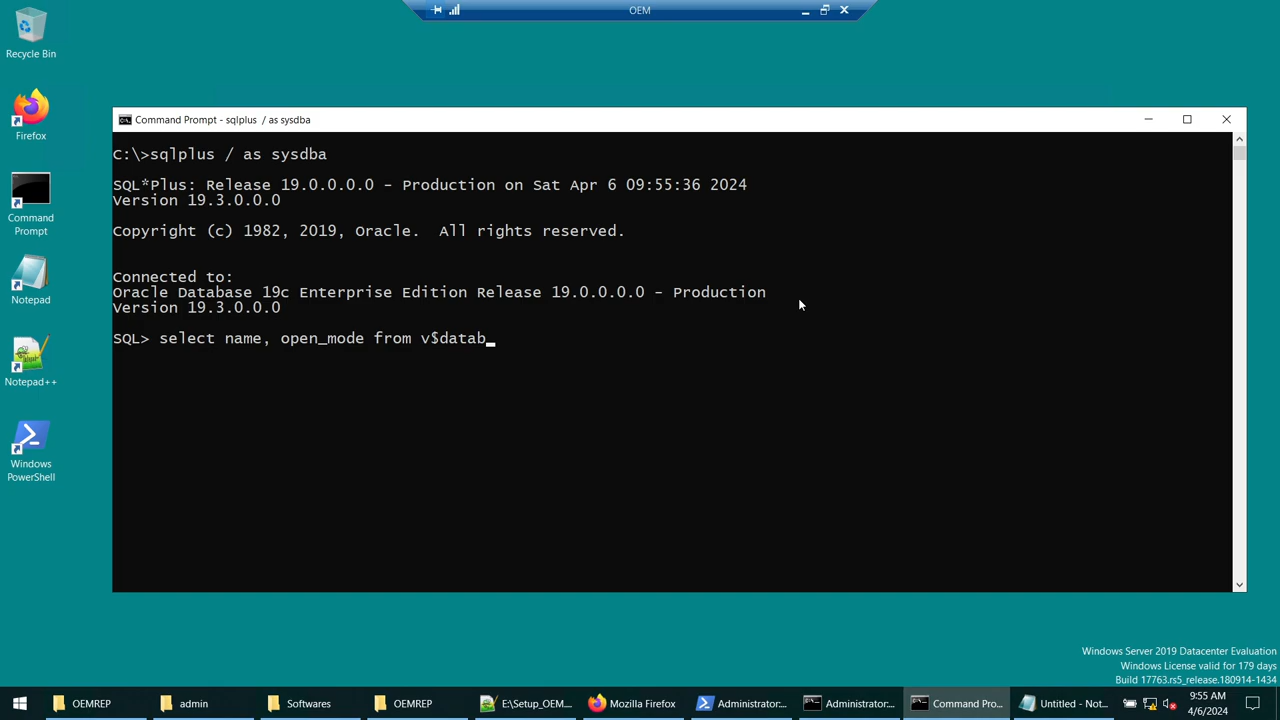 OEM
Recycle Bin
Firefox
Command
Prompt
Notepad
Notepad++
Windows
PowerShell
Command Prompt - sqlplus / as sysdba
C:\>sqlplus / as sysdba
SQL*Plus: Release 19.0.0.0.0 - Production on Sat Apr 6 09:55:36 2024
Version 19.3.0.0.0
Copyright (c) 1982, 2019, Oracle.  All rights reserved.
Connected to:
Oracle Database 19c Enterprise Edition Release 19.0.0.0.0 - Production
Version 19.3.0.0.0
SQL> select name, open_mode from v$datab_
Windows Server 2019 Datacenter Evaluation
Windows License valid for 179 days
Build 17763.rs5_release.180914-1434
OEMREP
admin
Softwares
OEMREP
E:\Setup_OEM,...
Mozilla Firefox
Administrator:...
Administrator:...
Command Pro...
Untitled - Not...
9:55 AM
4/6/2024